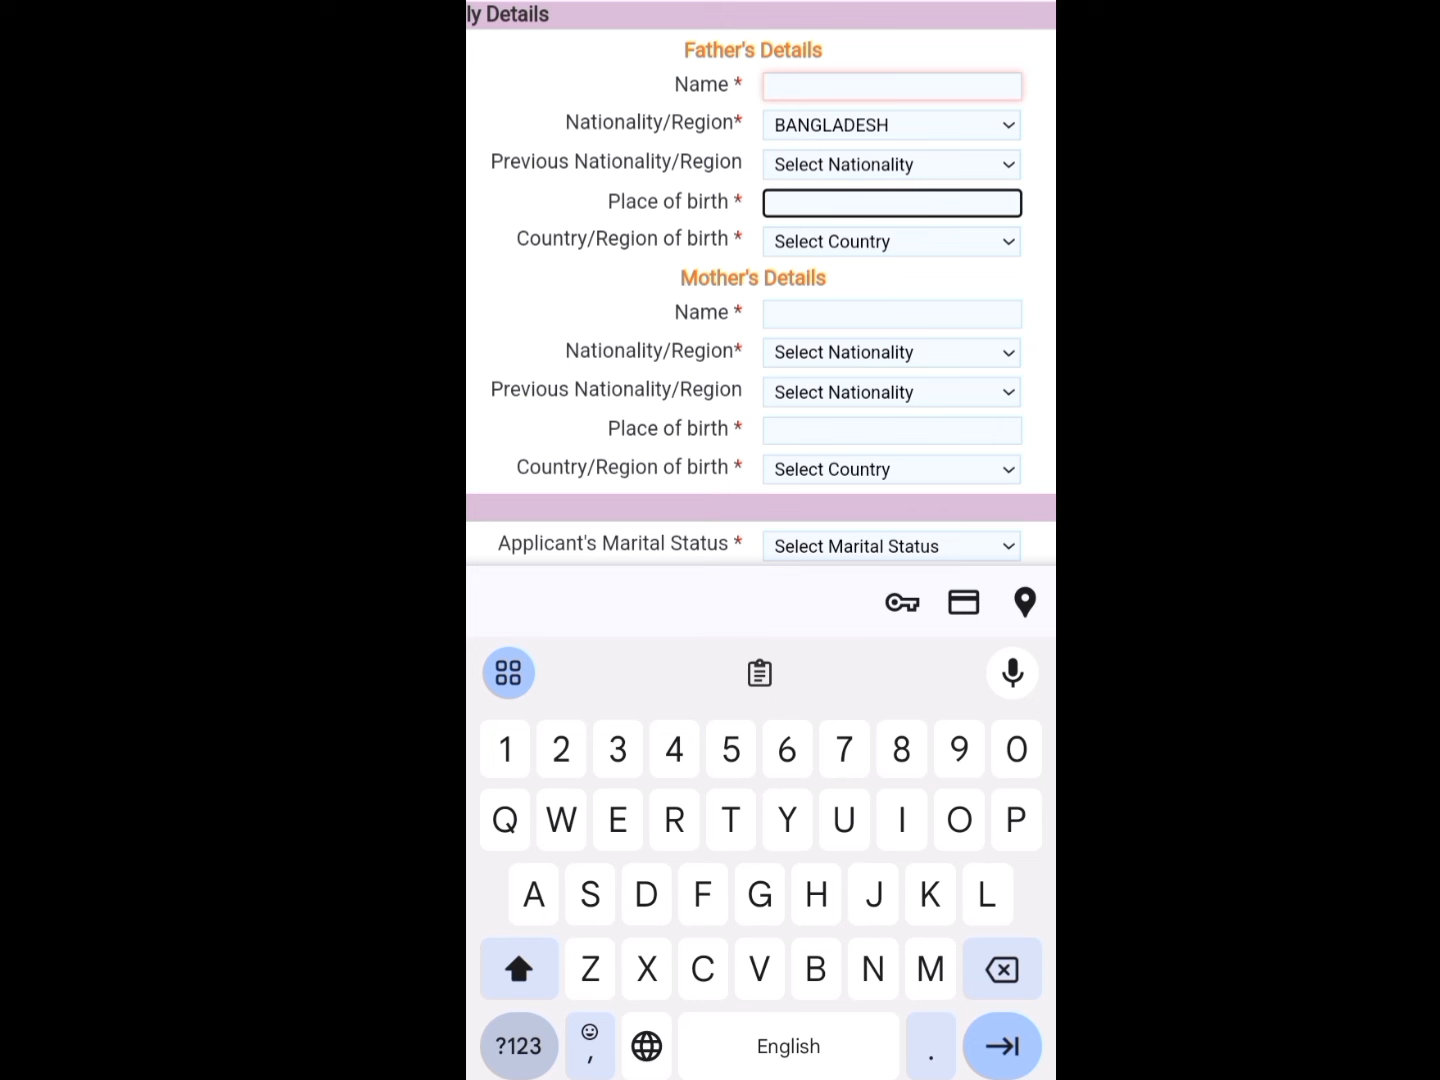 ly Details
Father's Details
Name *
Nationality/Region* BANGLADESH
Previous Nationality/Region Select Nationality
Place of birth *
Country/Region of birth * Select Country
Mother's Details
Name *
Nationality/Region* Select Nationality
Previous Nationality/Region Select Nationality
Place of birth *
Country/Region of birth * Select Country
Applicant's Marital Status * Select Marital Status
1 2 3 4 5 6 7 8 9 0
Q W E R T Y U I O P
A S D F G H J K L
Z X C V B N M
?123 , English .